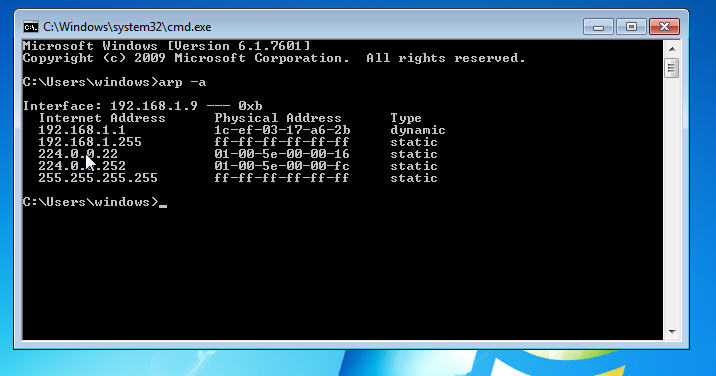 C:\Windows\system32\cmd.exe
Microsoft Windows [Version 6.1.7601]
Copyright (c) 2009 Microsoft Corporation.  All rights reserved.
C:\Users\windows>arp -a
Interface: 192.168.1.9 --- 0xb
Internet Address Physical Address Type
192.168.1.1 1c-ef-03-17-a6-2b dynamic
192.168.1.255 ff-ff-ff-ff-ff-ff static
224.0.0.22 01-00-5e-00-00-16 static
224.0.0.252 01-00-5e-00-00-fc static
255.255.255.255 ff-ff-ff-ff-ff-ff static
C:\Users\windows>_